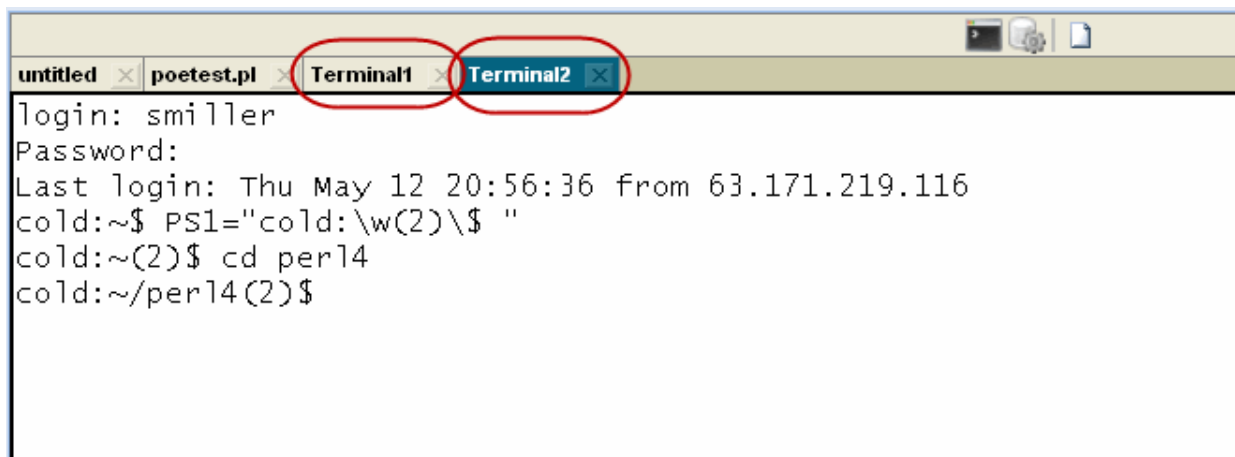 untitled poetest.pl Terminal1 Terminal2
login: smiller
Password:
Last login: Thu May 12 20:56:36 from 63.171.219.116
cold:~$ PS1="cold:\w(2)\$ "
cold:~(2)$ cd perl4
cold:~/perl4(2)$